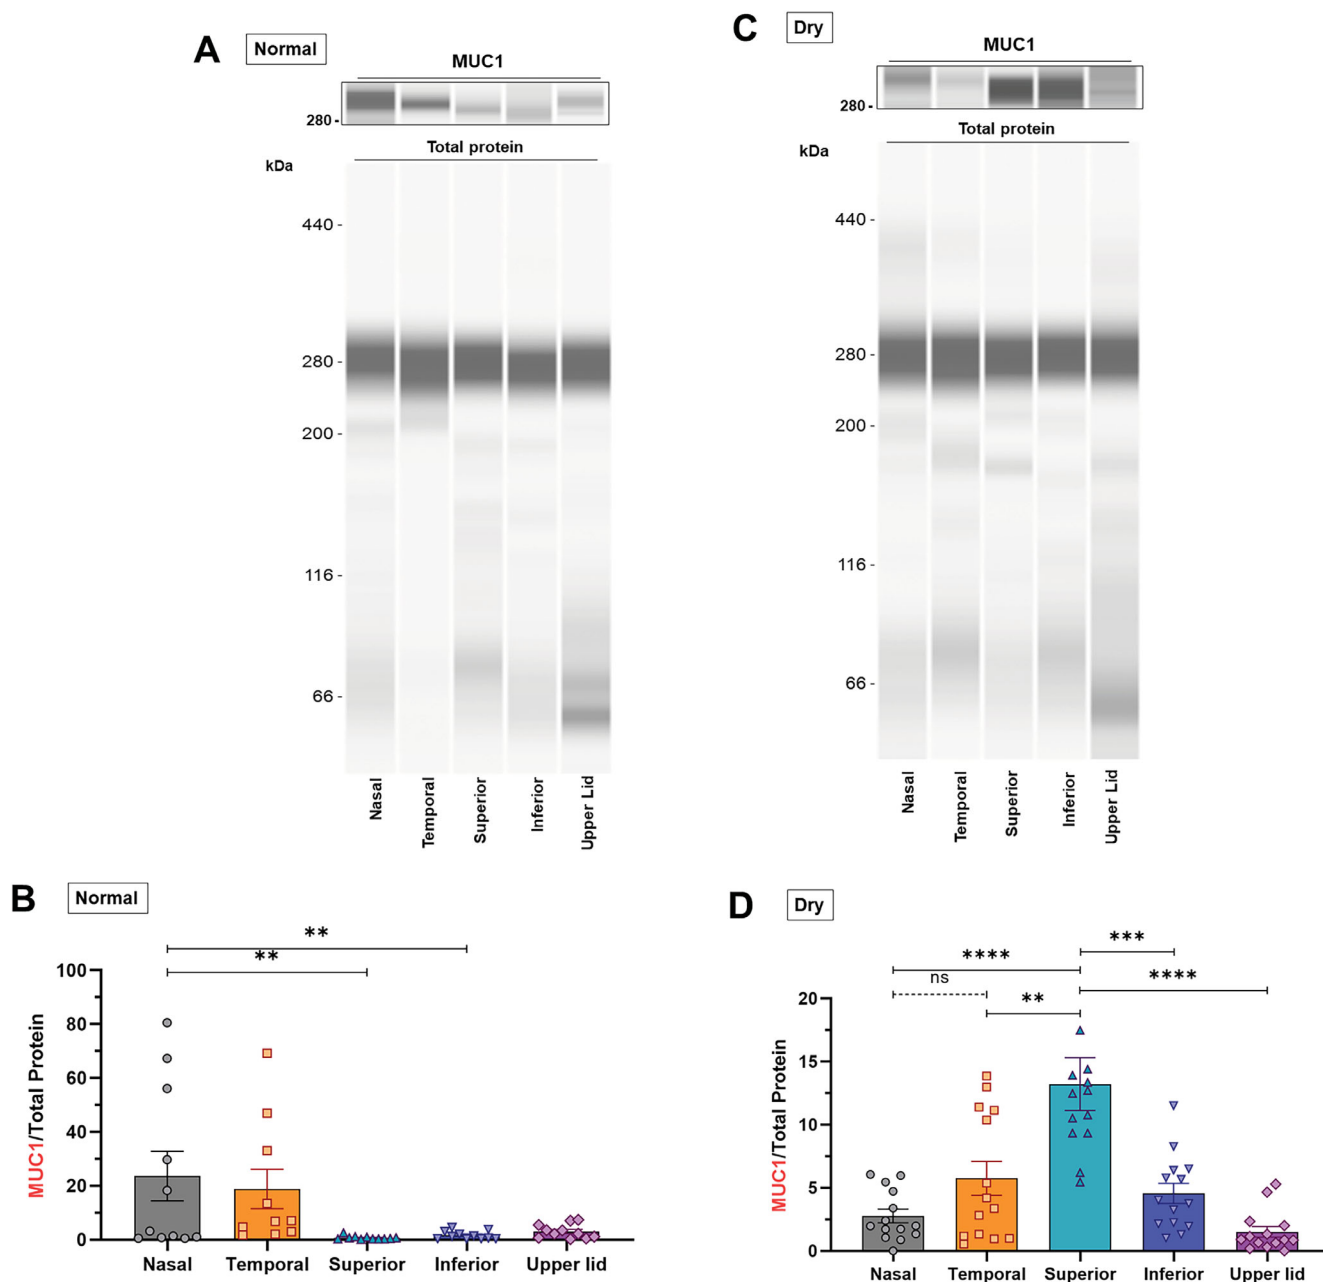 A Normal
MUC1
280 -
Total protein
kDa
440 -
280 -
200 -
116 -
66 -
Nasal
Temporal
Superior
Inferior
Upper Lid
C Dry
MUC1
280 -
Total protein
kDa
440 -
280 -
200 -
116 -
66 -
Nasal
Temporal
Superior
Inferior
Upper Lid
B Normal
**
**
MUC1/Total Protein
100
80
60
40
20
0
Nasal Temporal Superior Inferior Upper lid
D Dry
***
****
ns
****
**
MUC1/Total Protein
20
15
10
5
0
Nasal Temporal Superior Inferior Upper lid